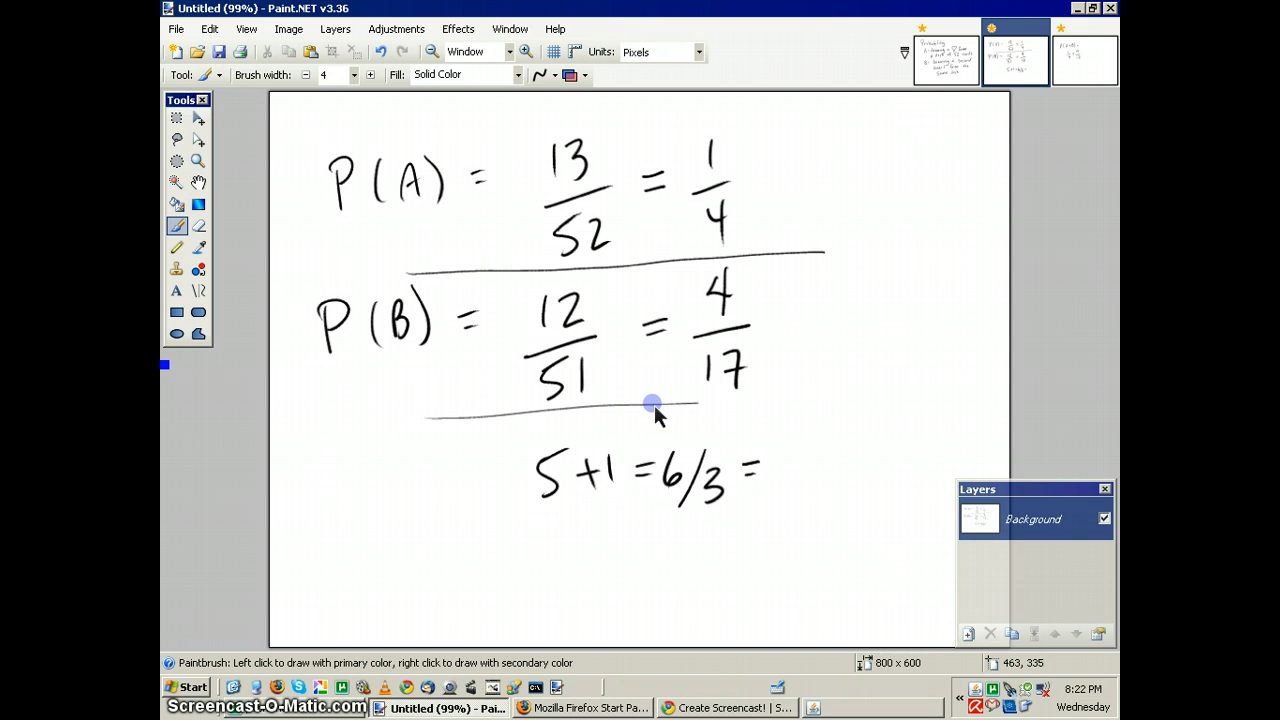 Untitled (99%) - Paint.NET v3.36
File Edit View Image Layers Adjustments Effects Window Help
Window Units: Pixels
Tool: Brush width: 4 Fill: Solid Color
Tools
P(A) = 13/52 = 1/4
P(B) = 12/51 = 4/17
5+1 = 6/3 =
Layers
Background
Paintbrush: Left click to draw with primary color, right click to draw with secondary color 800 x 600 463, 335
Start Untitled (99%) - Pai... Mozilla Firefox Start Pa... Create Screencast! | S... « 8:22 PM
Wednesday
Screencast-O-Matic.com